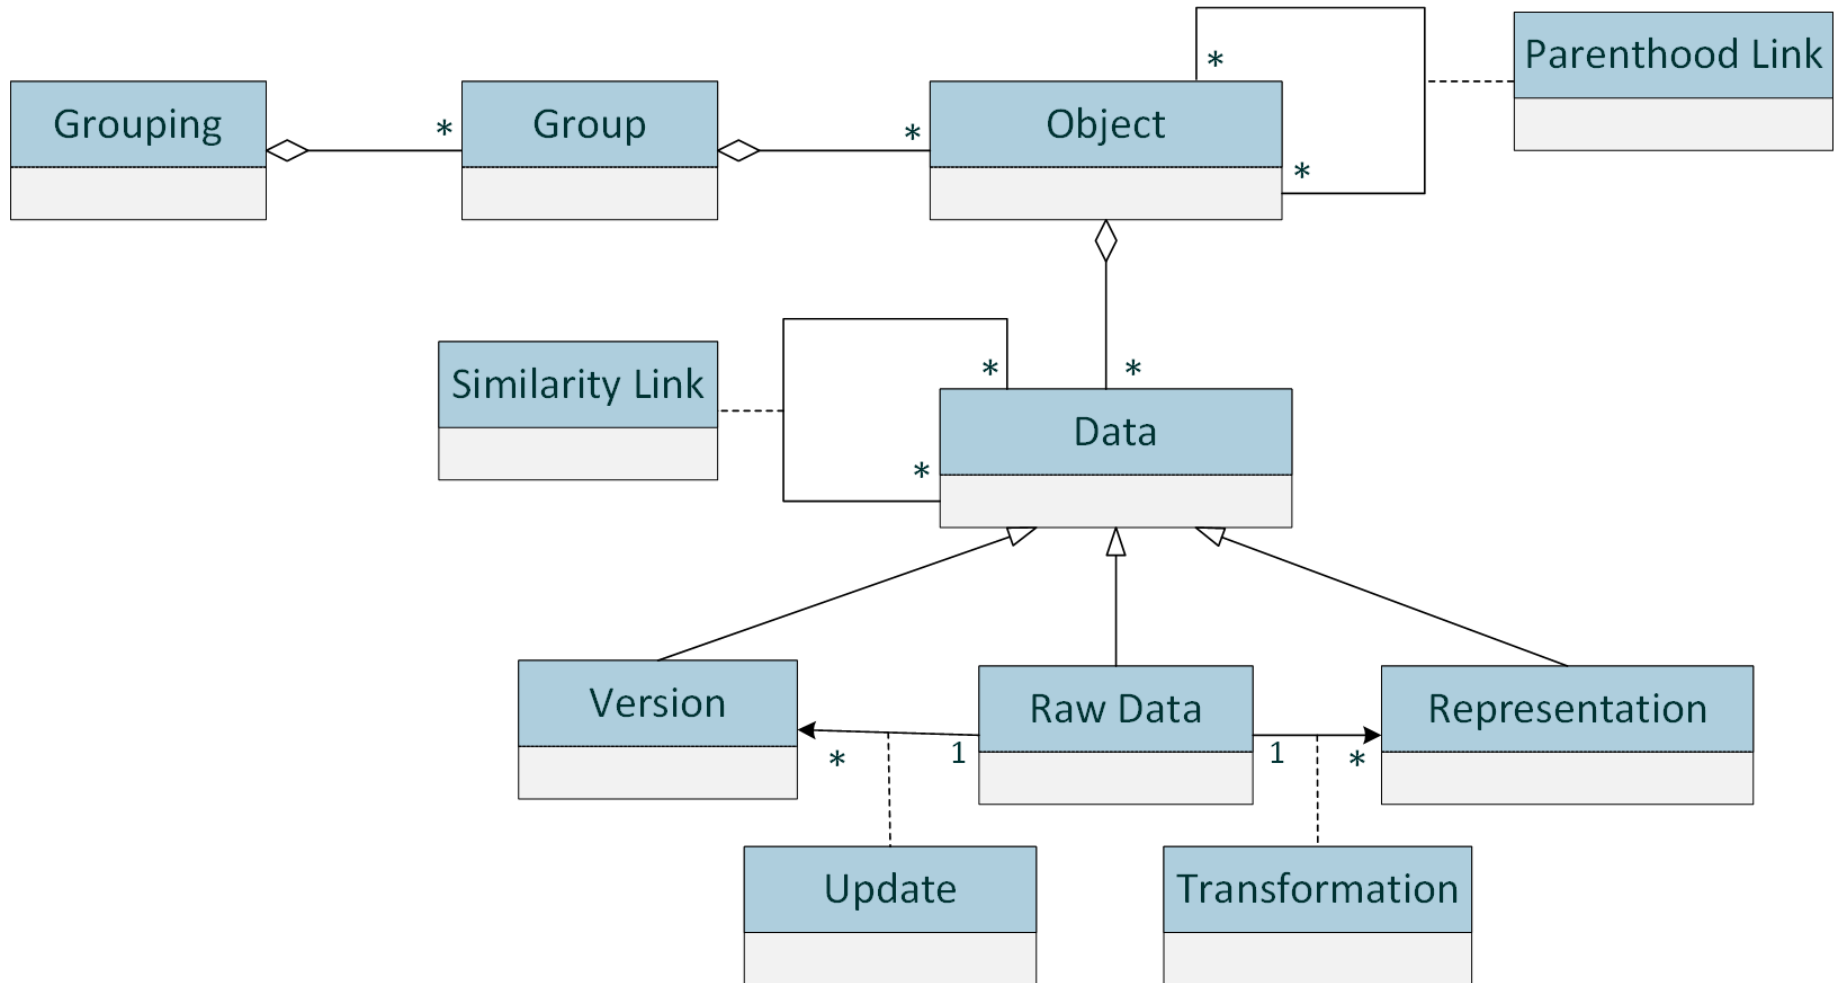 Parenthood Link
*
Grouping
*
Group
*
Object
*
Similarity Link
*
*
Data
*
Version
Raw Data
Representation
*
1
1
*
Update
Transformation